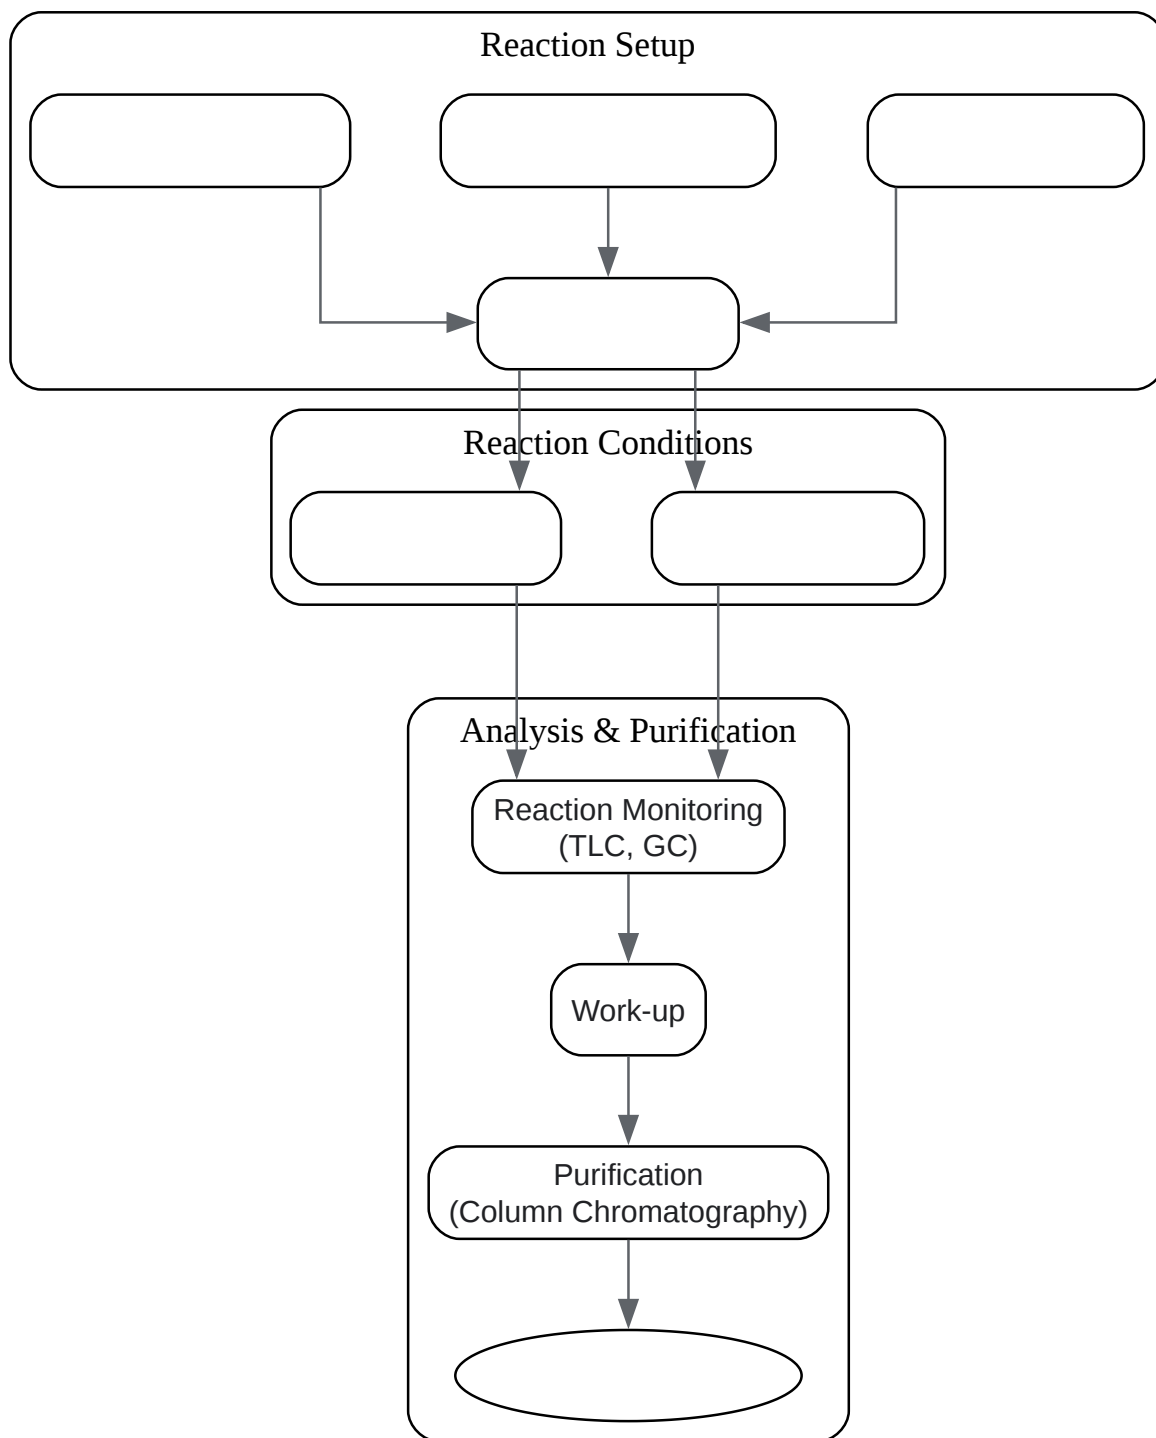 Reaction Setup
Reaction Conditions
Analysis & Purification
Reaction Monitoring
(TLC, GC)
Work-up
Purification
(Column Chromatography)